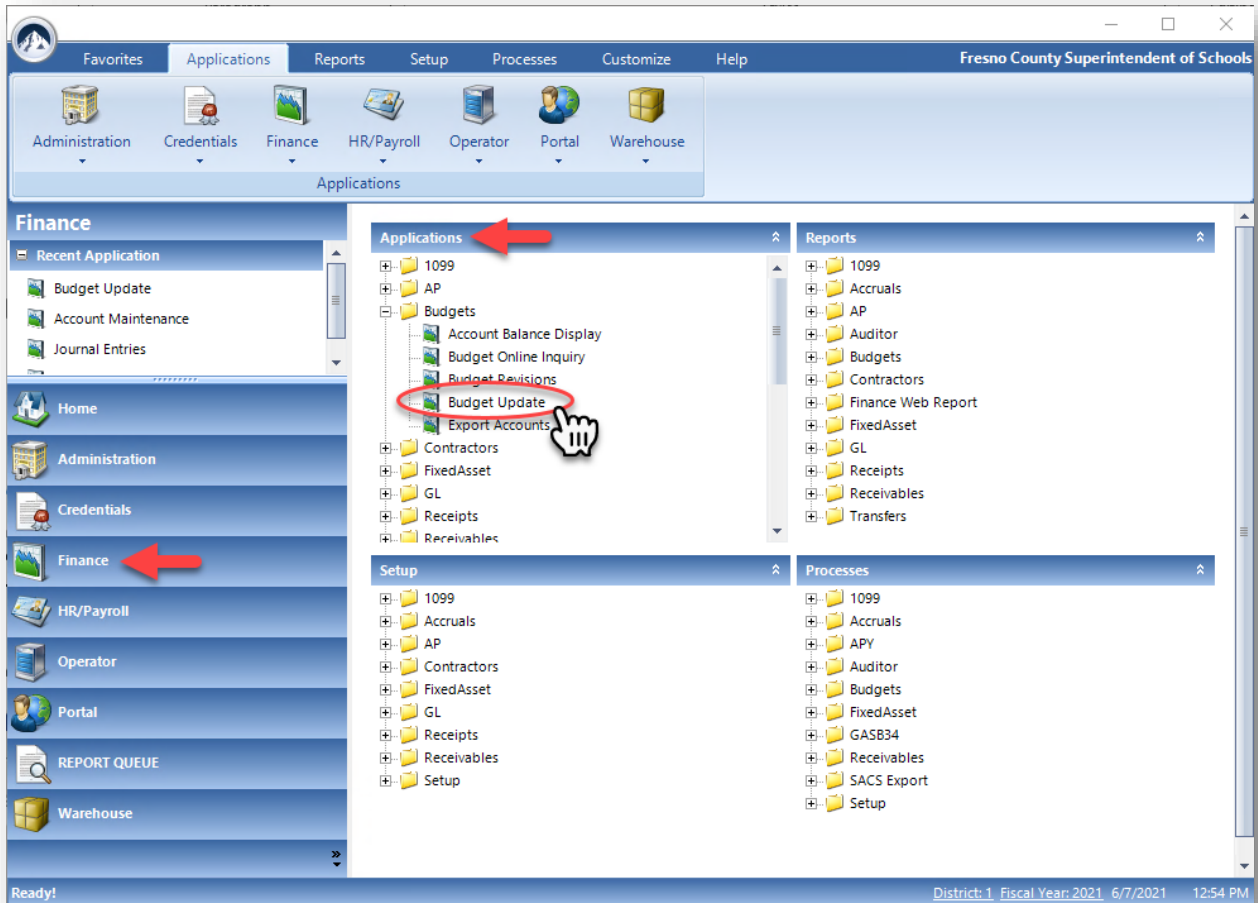 Favorites Applications Reports Setup Processes Customize Help Fresno County Superintendent of Schools
Administration Credentials Finance HR/Payroll Operator Portal Warehouse
Applications
Finance
Recent Application
Budget Update
Account Maintenance
Journal Entries
Home
Administration
Credentials
Finance
HR/Payroll
Operator
Portal
REPORT QUEUE
Warehouse
Applications
1099
AP
Budgets
Account Balance Display
Budget Online Inquiry
Budget Revisions
Budget Update
Export Accounts
Contractors
FixedAsset
GL
Receipts
Receivables
Reports
1099
Accruals
AP
Auditor
Budgets
Contractors
Finance Web Report
FixedAsset
GL
Receipts
Receivables
Transfers
Setup
1099
Accruals
AP
Contractors
FixedAsset
GL
Receipts
Receivables
Setup
Processes
1099
Accruals
APY
Auditor
Budgets
FixedAsset
GASB34
Receivables
SACS Export
Setup
Ready! District: 1 Fiscal Year: 2021 6/7/2021 12:54 PM